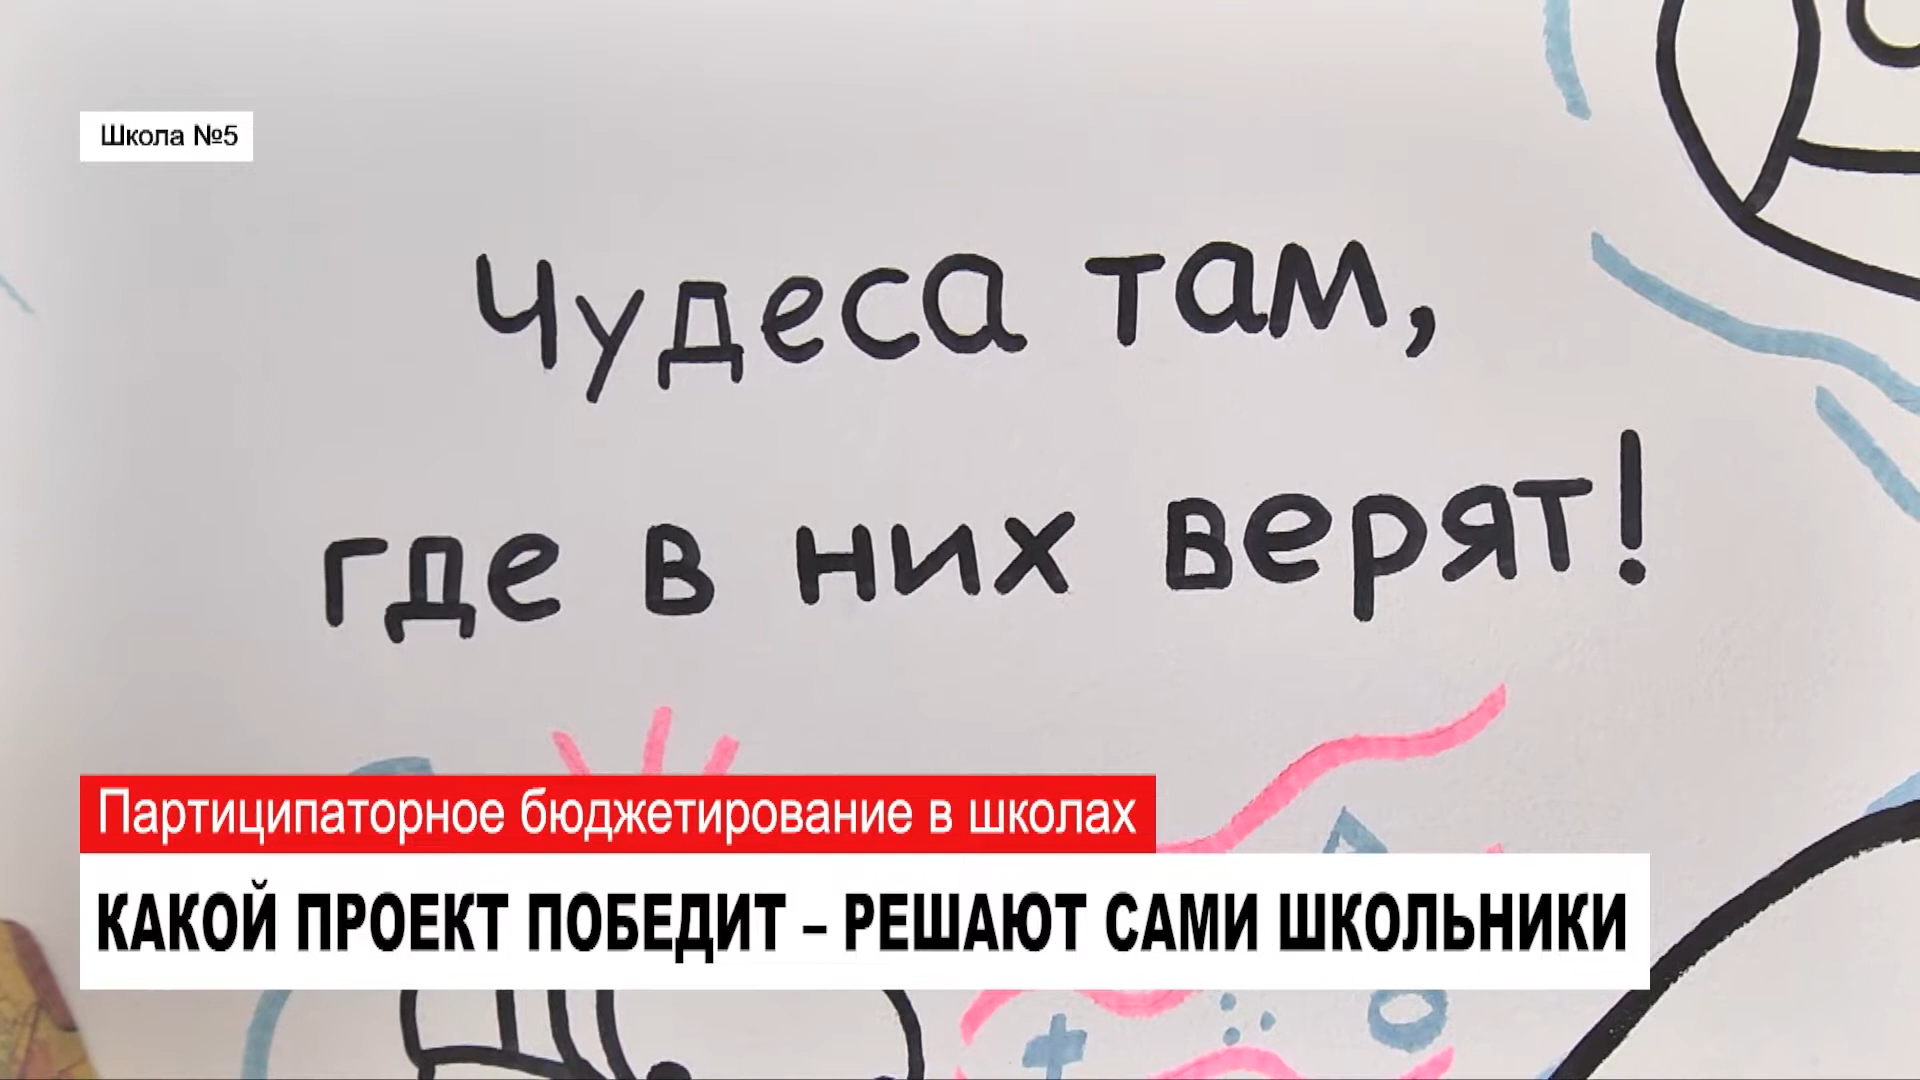 Школа №5
Чудеса там,
где в них верят!
Партиципаторное бюджетирование в школах
КАКОЙ ПРОЕКТ ПОБЕДИТ – РЕШАЮТ САМИ ШКОЛЬНИКИ